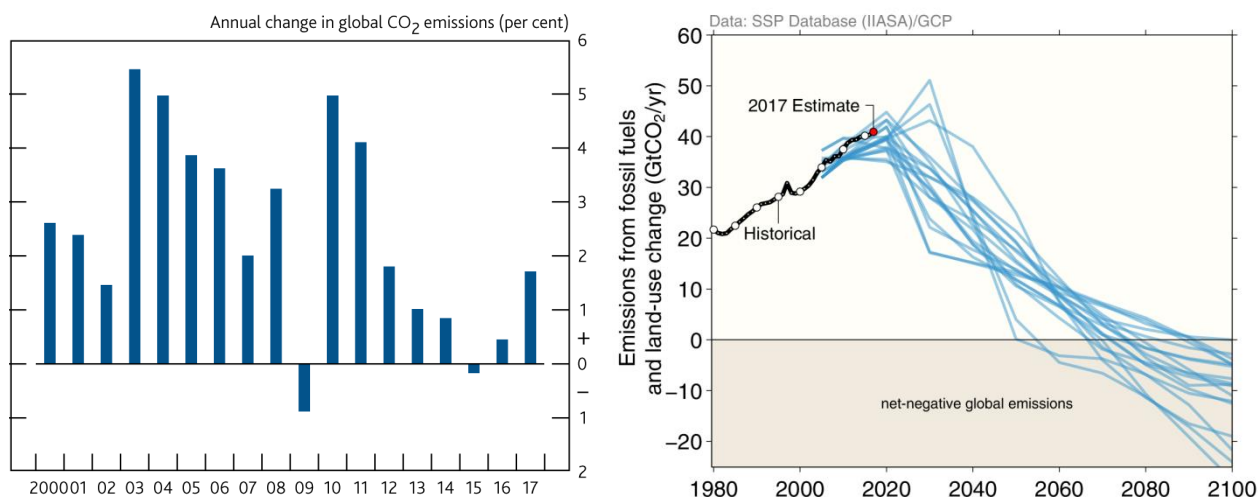 Annual change in global CO2 emissions (per cent)
6
5
4
3
2
1
+
0
–
1
2
2000 01 02 03 04 05 06 07 08 09 10 11 12 13 14 15 16 17
Data: SSP Database (IIASA)/GCP
Emissions from fossil fuels
and land-use change (GtCO2/yr)
60
50
40
30
20
10
0
−10
−20
2017 Estimate
Historical
net-negative global emissions
1980 2000 2020 2040 2060 2080 2100